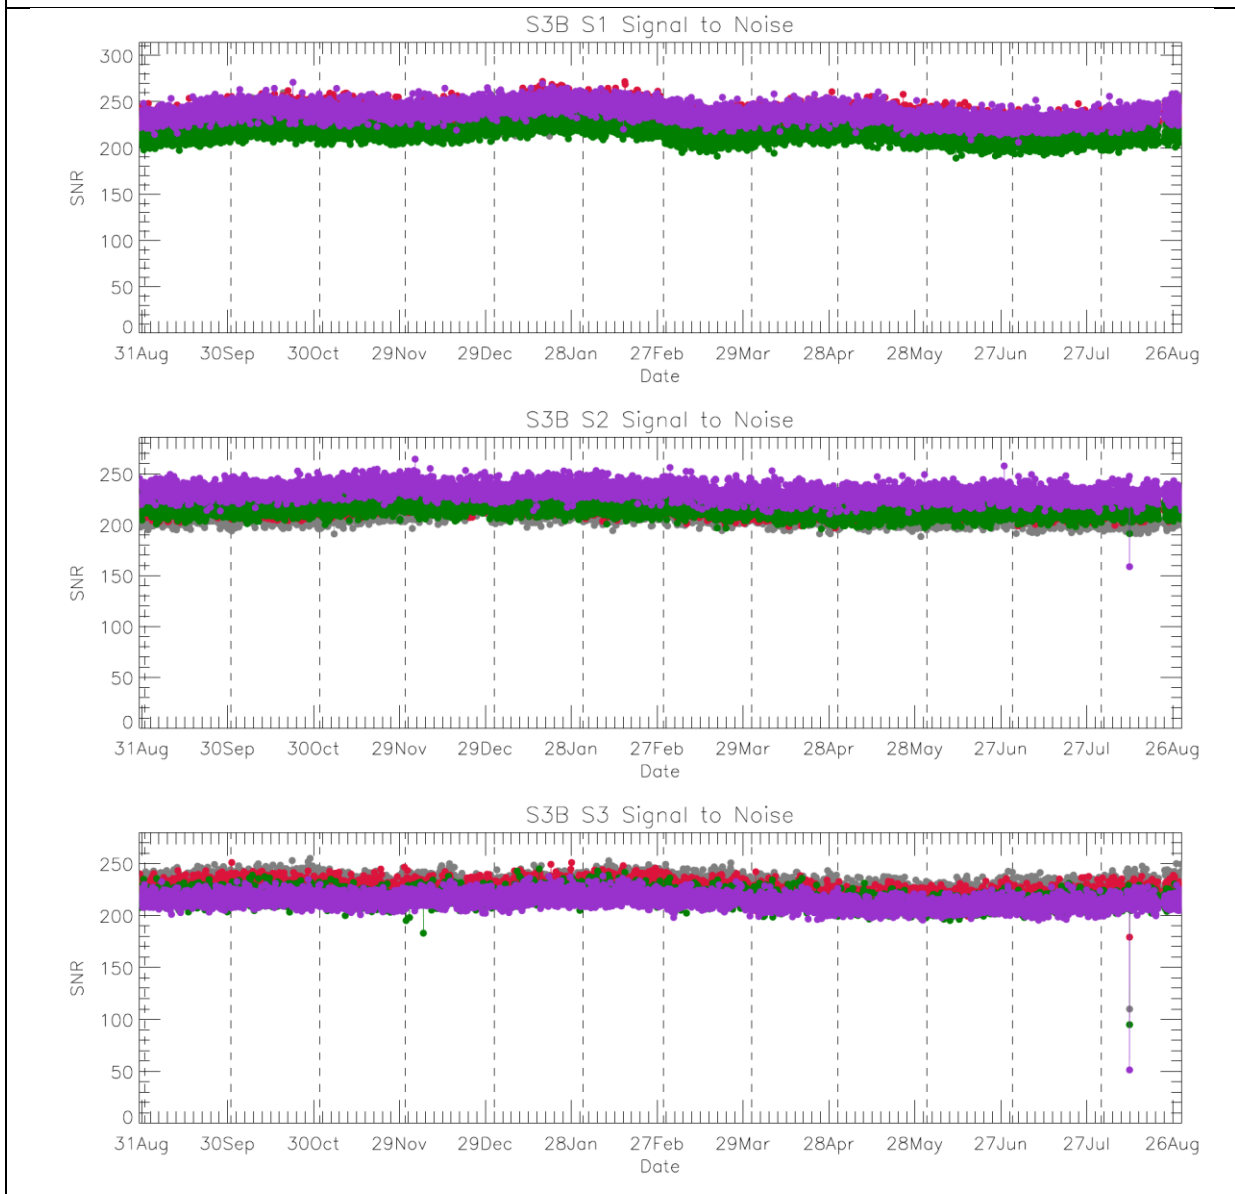 S3B S1 Signal to Noise
300
250
200
150
100
50
0
SNR
31Aug 30Sep 30Oct 29Nov 29Dec 28Jan 27Feb 29Mar 28Apr 28May 27Jun 27Jul 26Aug
Date
S3B S2 Signal to Noise
250
200
150
100
50
0
SNR
31Aug 30Sep 30Oct 29Nov 29Dec 28Jan 27Feb 29Mar 28Apr 28May 27Jun 27Jul 26Aug
Date
S3B S3 Signal to Noise
250
200
150
100
50
0
SNR
31Aug 30Sep 30Oct 29Nov 29Dec 28Jan 27Feb 29Mar 28Apr 28May 27Jun 27Jul 26Aug
Date